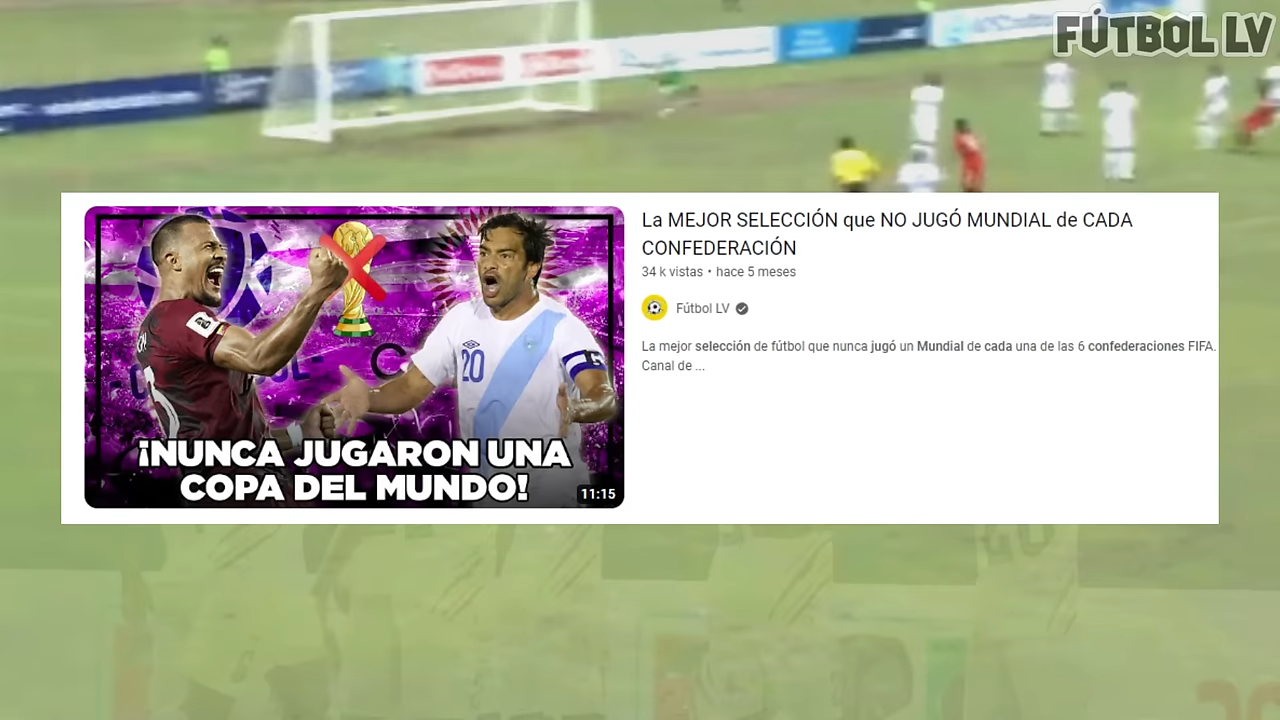 FÚTBOL LV
¡NUNCA JUGARON UNA
COPA DEL MUNDO!
20
11:15
La MEJOR SELECCIÓN que NO JUGÓ MUNDIAL de CADA
CONFEDERACIÓN
34 k vistas • hace 5 meses
Fútbol LV
La mejor selección de fútbol que nunca jugó un Mundial de cada una de las 6 confederaciones FIFA.
Canal de ...